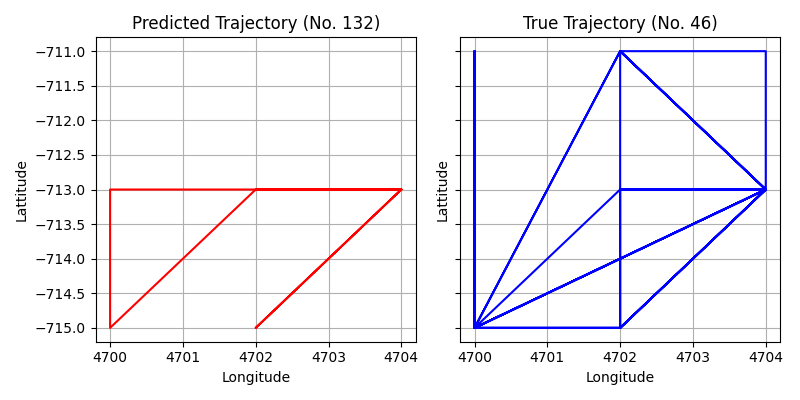 Predicted Trajectory (No. 132)
True Trajectory (No. 46)
Lattitude
−711.0
−711.5
−712.0
−712.5
−713.0
−713.5
−714.0
−714.5
−715.0
4700 4701 4702 4703 4704
Longitude
Lattitude
4700 4701 4702 4703 4704
Longitude